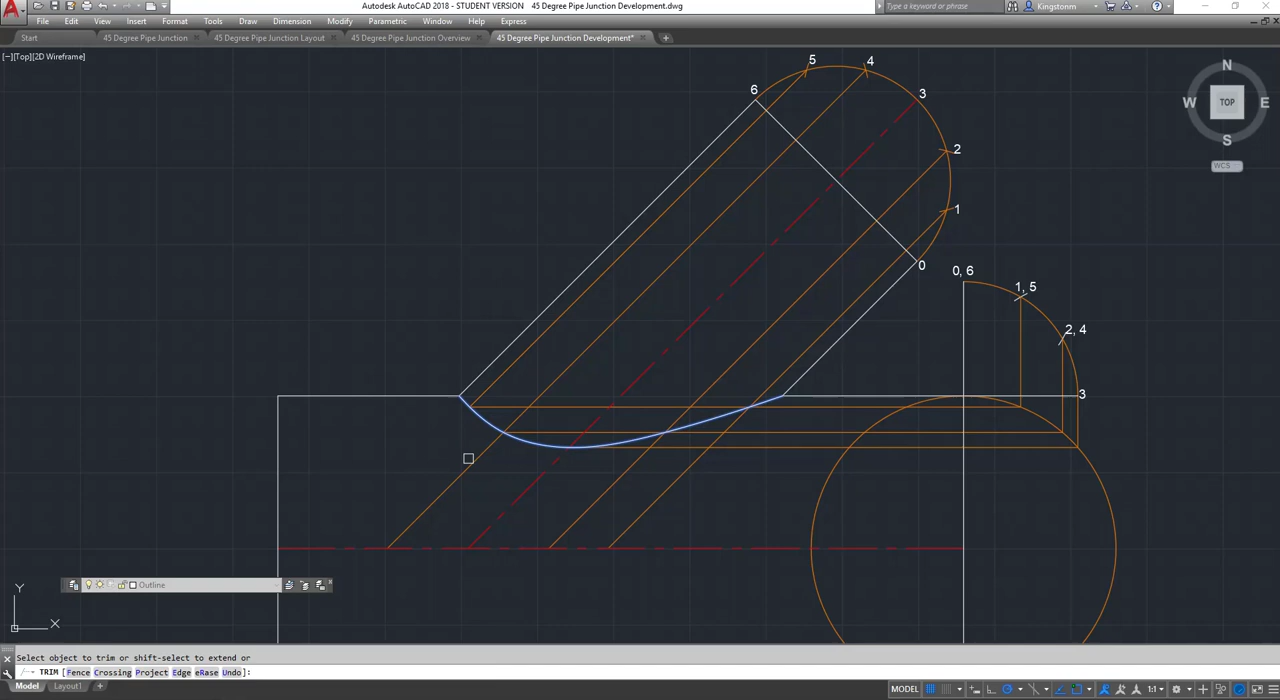 Autodesk AutoCAD 2018 - STUDENT VERSION 45 Degree Pipe Junction Development.dwg
Type a keyword or phrase
Kingstonm
File Edit View Insert Format Tools Draw Dimension Modify Parametric Window Help Express
Start
45 Degree Pipe Junction
45 Degree Pipe Junction Layout
45 Degree Pipe Junction Overview
45 Degree Pipe Junction Development*
[−][Top][2D Wireframe]
N
W
TOP
E
S
WCS
5
4
6
3
2
1
0
0, 6
1, 5
2, 4
3
Outline
Y
X
Select object to trim or shift-select to extend or
TRIM [Fence Crossing Project Edge eRase Undo]:
Model
Layout1
MODEL
1:1